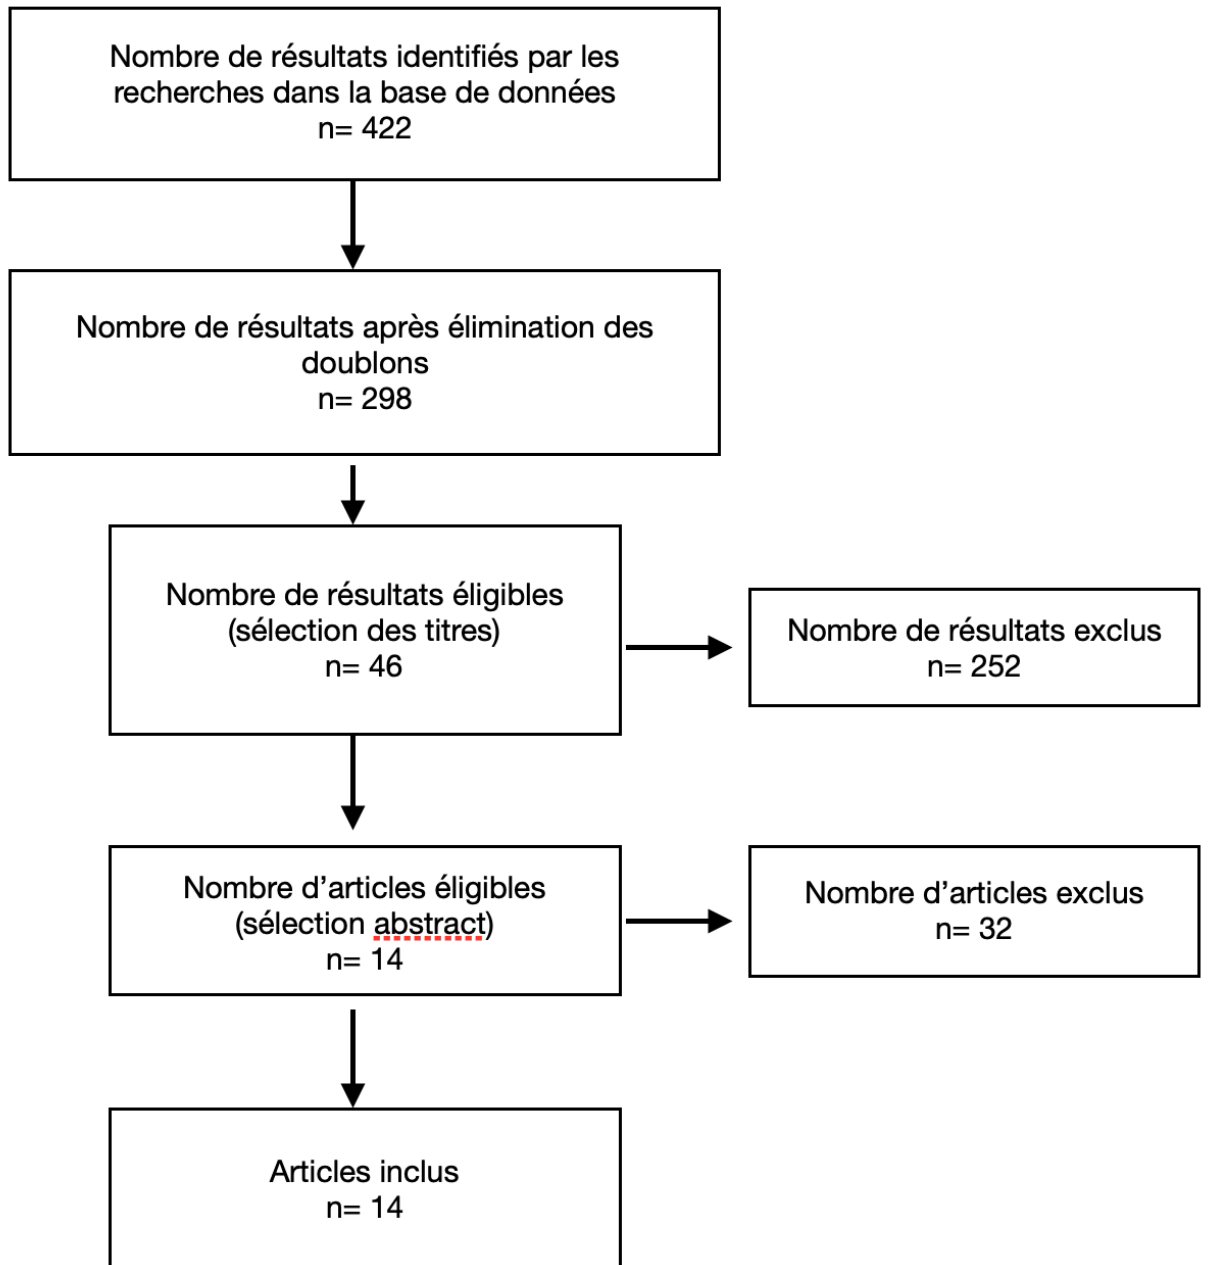 Nombre de résultats identifiés par les
recherches dans la base de données
n= 422
Nombre de résultats après élimination des
doublons
n= 298
Nombre de résultats éligibles
(sélection des titres)
n= 46
Nombre de résultats exclus
n= 252
Nombre d’articles éligibles
(sélection abstract)
n= 14
Nombre d’articles exclus
n= 32
Articles inclus
n= 14